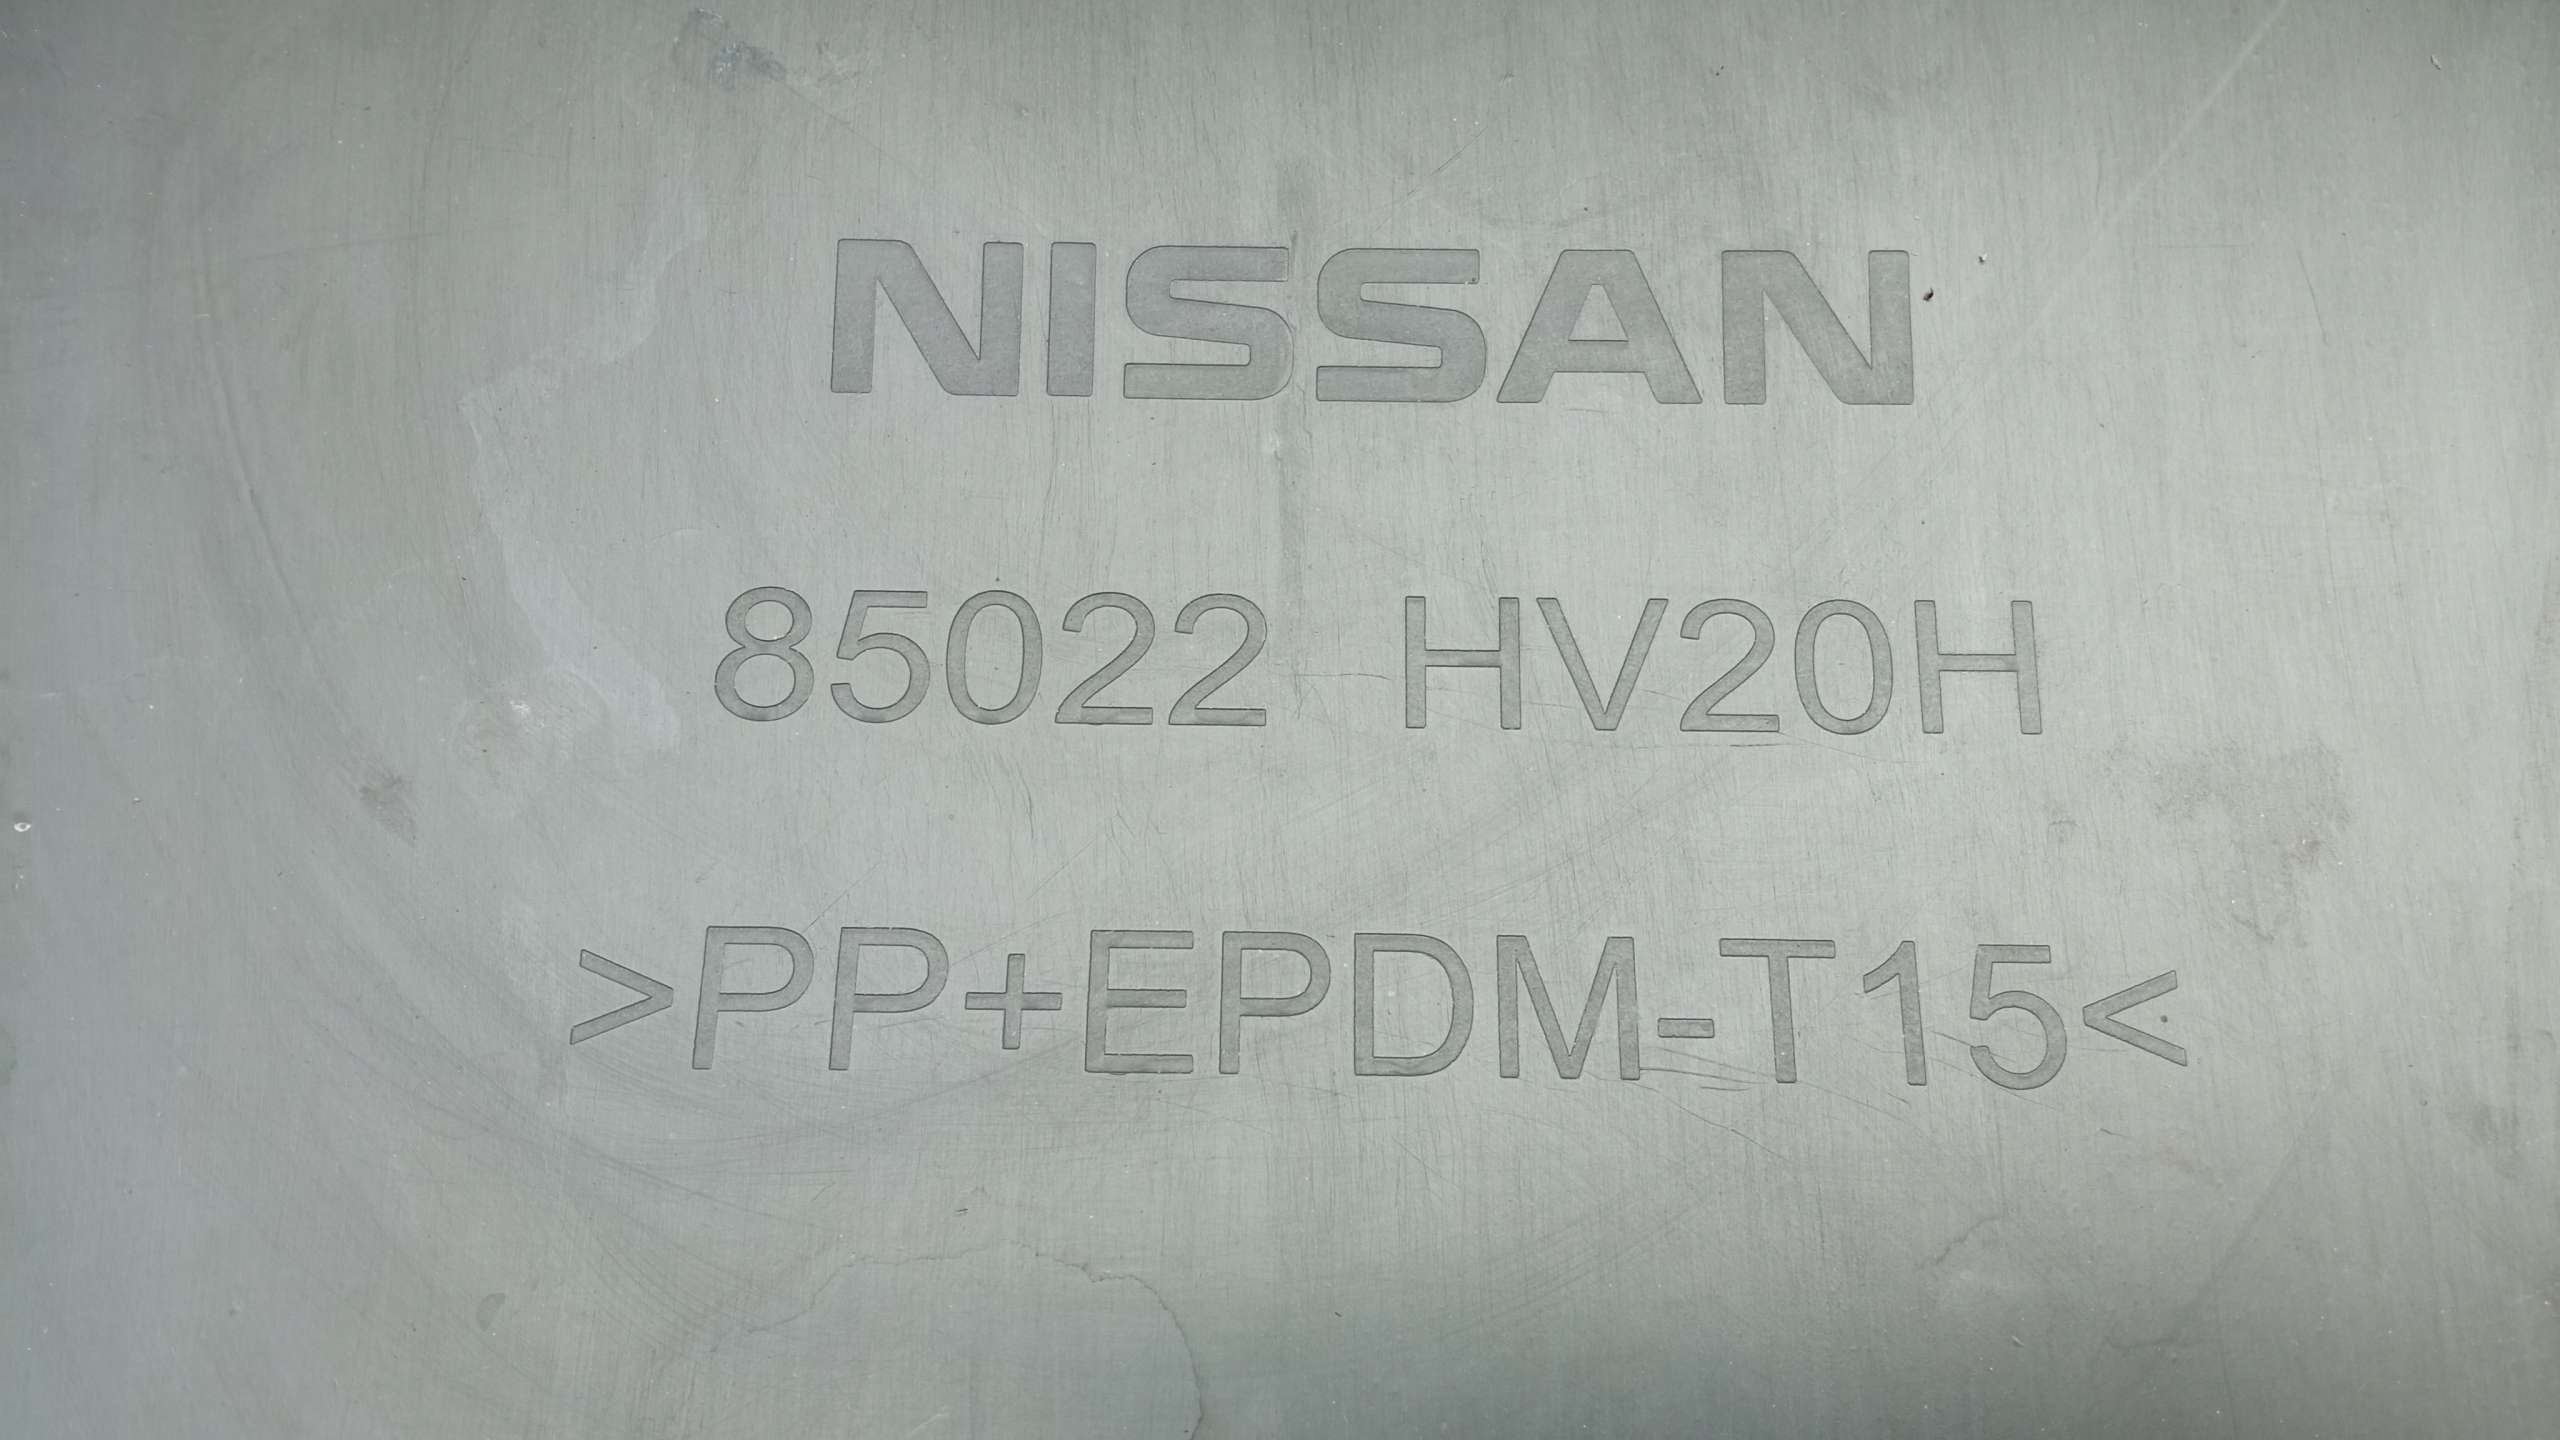 NISSAN
85022 HV20H
>PP+EPDM-T15<